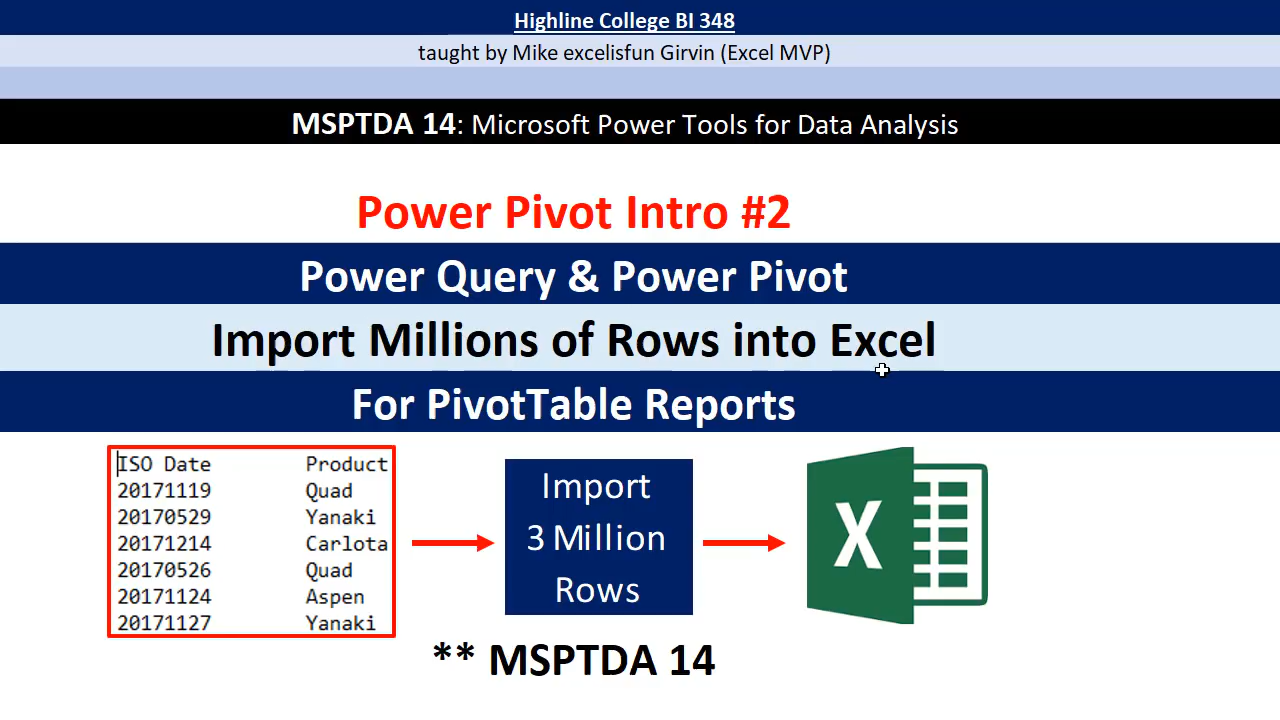 Highline College BI 348
taught by Mike excelisfun Girvin (Excel MVP)
MSPTDA 14: Microsoft Power Tools for Data Analysis
Power Pivot Intro #2
Power Query & Power Pivot
Import Millions of Rows into Excel
For PivotTable Reports
ISO Date Product
20171119 Quad
20170529 Yanaki
20171214 Carlota
20170526 Quad
20171124 Aspen
20171127 Yanaki
Import
3 Million
Rows
X
** MSPTDA 14